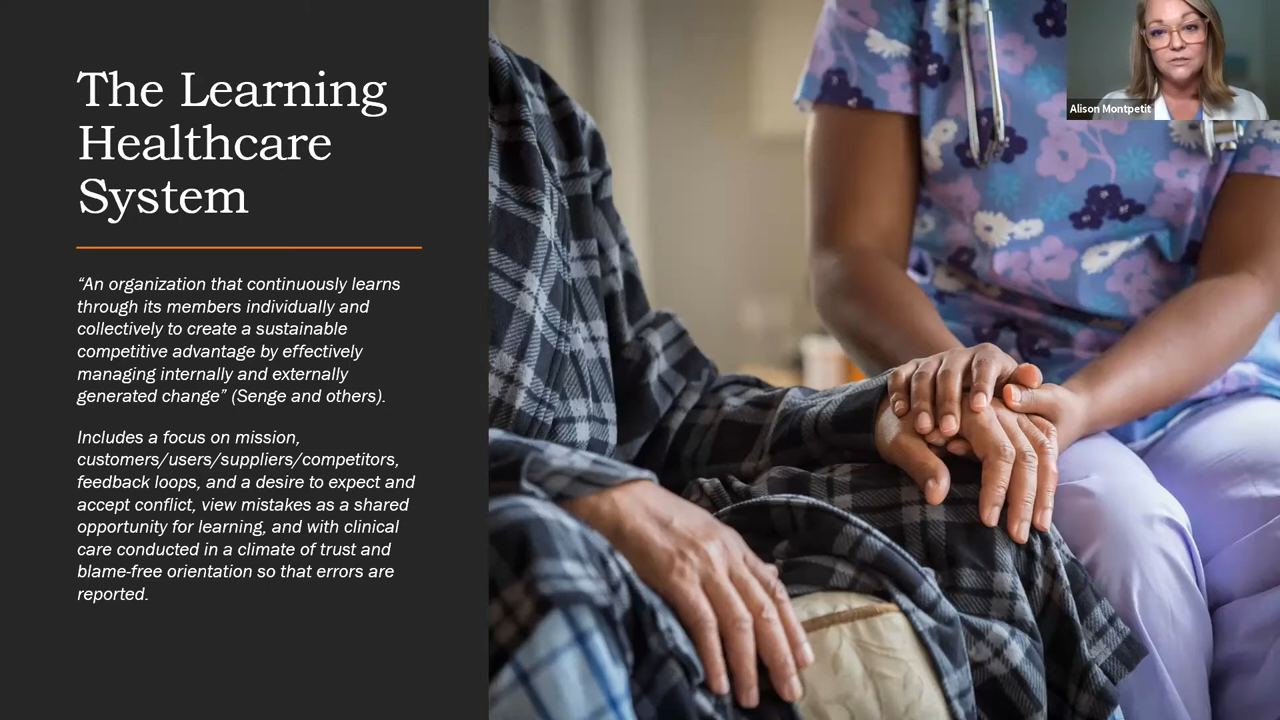 The Learning
Healthcare
System
“An organization that continuously learns
through its members individually and
collectively to create a sustainable
competitive advantage by effectively
managing internally and externally
generated change” (Senge and others).
Includes a focus on mission,
customers/users/suppliers/competitors,
feedback loops, and a desire to expect and
accept conflict, view mistakes as a shared
opportunity for learning, and with clinical
care conducted in a climate of trust and
blame-free orientation so that errors are
reported.
Alison Montpetit